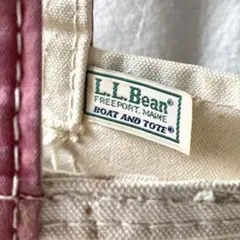 L.L.Bean®
FREEPORT, MAINE
BOAT AND TOTE®